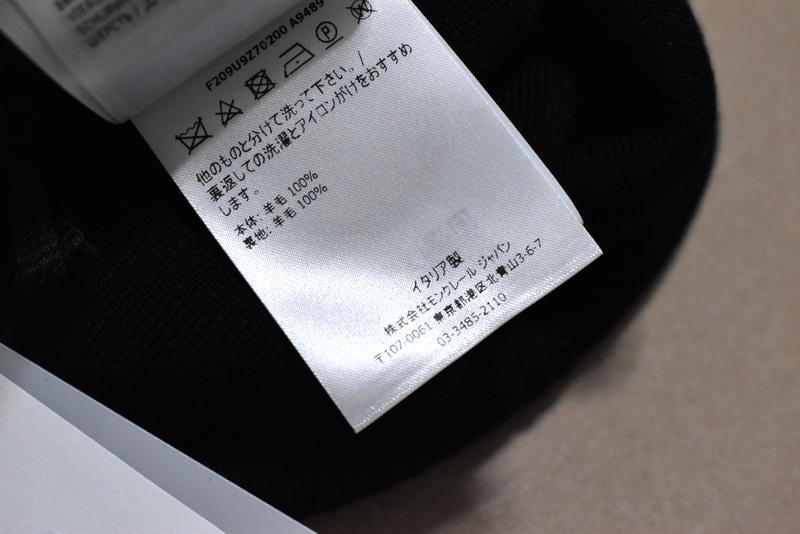 F209U9Z70200 A9489
他のものと分けて洗って下さい。/
裏返しての洗濯とアイロンがけをおすすめ
します。
本体: 羊毛 100%
裏地: 羊毛 100%
イタリア製
株式会社モンクレール ジャパン
〒107-0061 東京都港区北青山3-6-7
03-3485-2110